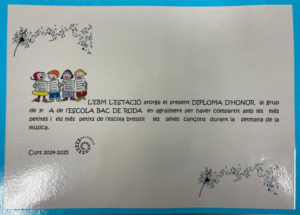 L'EBM L'ESTACIÓ atorga el present DIPLOMA D'HONOR al grup
de 3r A, de l'ESCOLA BAC DE RODA en agraïment per haver compartit amb els més
petites i els més petits de l'escola bressol les seves cançons durant la setmana de la
música.
Curs 2024-2025